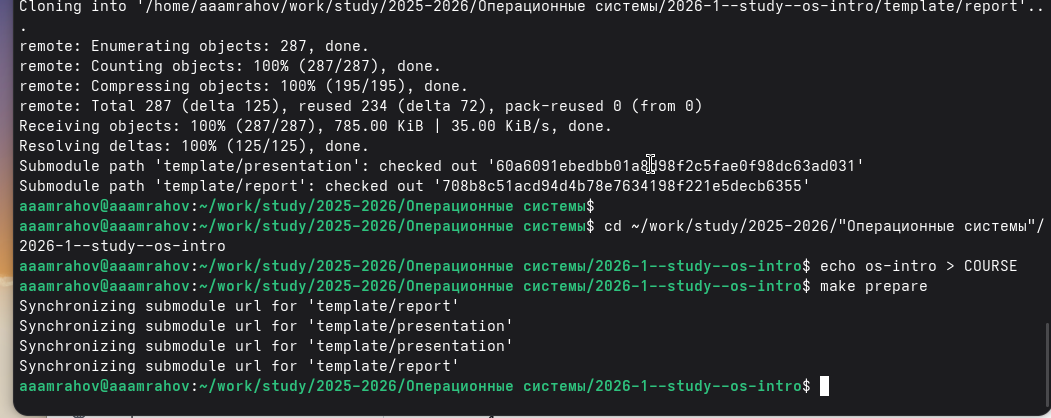 Cloning into '/home/aaamrahov/work/study/2025-2026/Операционные системы/2026-1--study--os-intro/template/report'..
.
remote: Enumerating objects: 287, done.
remote: Counting objects: 100% (287/287), done.
remote: Compressing objects: 100% (195/195), done.
remote: Total 287 (delta 125), reused 234 (delta 72), pack-reused 0 (from 0)
Receiving objects: 100% (287/287), 785.00 KiB | 35.00 KiB/s, done.
Resolving deltas: 100% (125/125), done.
Submodule path 'template/presentation': checked out '60a6091ebedbb01a8d98f2c5fae0f98dc63ad031'
Submodule path 'template/report': checked out '708b8c51acd94d4b78e7634198f221e5decb6355'
aaamrahov@aaamrahov:~/work/study/2025-2026/Операционные системы$
aaamrahov@aaamrahov:~/work/study/2025-2026/Операционные системы$ cd ~/work/study/2025-2026/"Операционные системы"/
2026-1--study--os-intro
aaamrahov@aaamrahov:~/work/study/2025-2026/Операционные системы/2026-1--study--os-intro$ echo os-intro > COURSE
aaamrahov@aaamrahov:~/work/study/2025-2026/Операционные системы/2026-1--study--os-intro$ make prepare
Synchronizing submodule url for 'template/report'
Synchronizing submodule url for 'template/presentation'
Synchronizing submodule url for 'template/presentation'
Synchronizing submodule url for 'template/report'
aaamrahov@aaamrahov:~/work/study/2025-2026/Операционные системы/2026-1--study--os-intro$